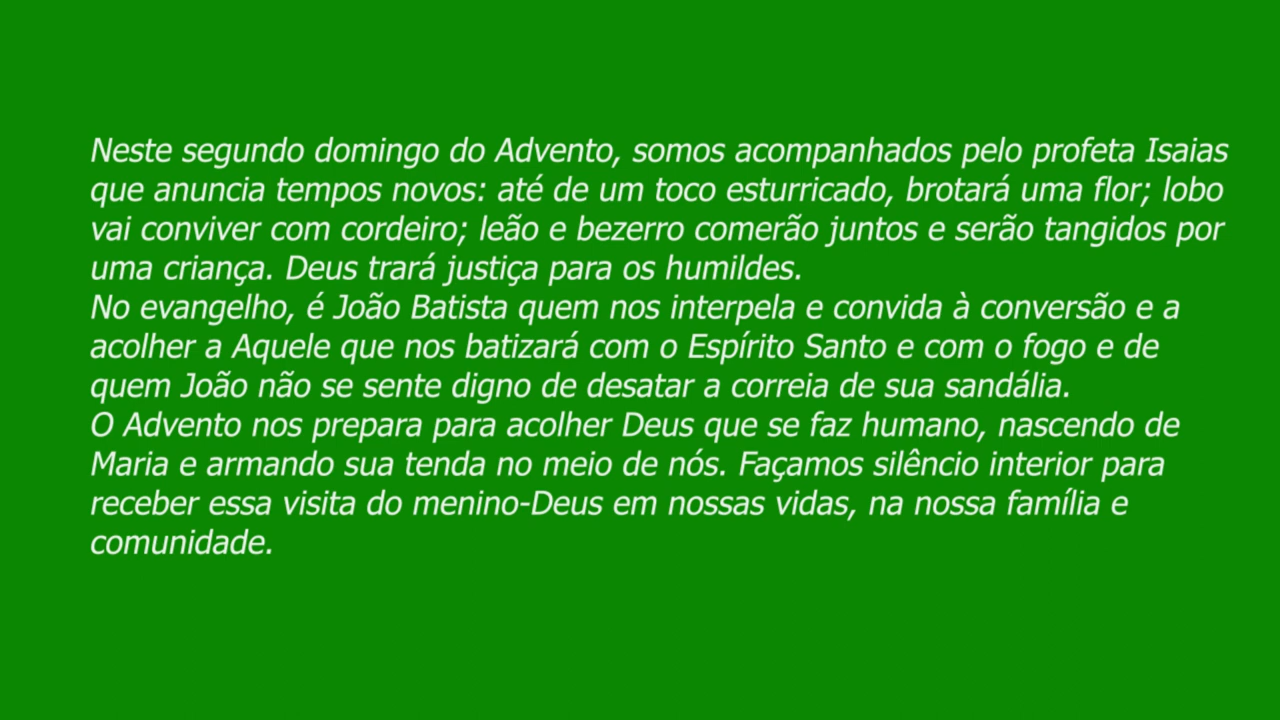 Neste segundo domingo do Advento, somos acompanhados pelo profeta Isaias
que anuncia tempos novos: até de um toco esturricado, brotará uma flor; lobo
vai conviver com cordeiro; leão e bezerro comerão juntos e serão tangidos por
uma criança. Deus trará justiça para os humildes.
No evangelho, é João Batista quem nos interpela e convida à conversão e a
acolher a Aquele que nos batizará com o Espírito Santo e com o fogo e de
quem João não se sente digno de desatar a correia de sua sandália.
O Advento nos prepara para acolher Deus que se faz humano, nascendo de
Maria e armando sua tenda no meio de nós. Façamos silêncio interior para
receber essa visita do menino-Deus em nossas vidas, na nossa família e
comunidade.